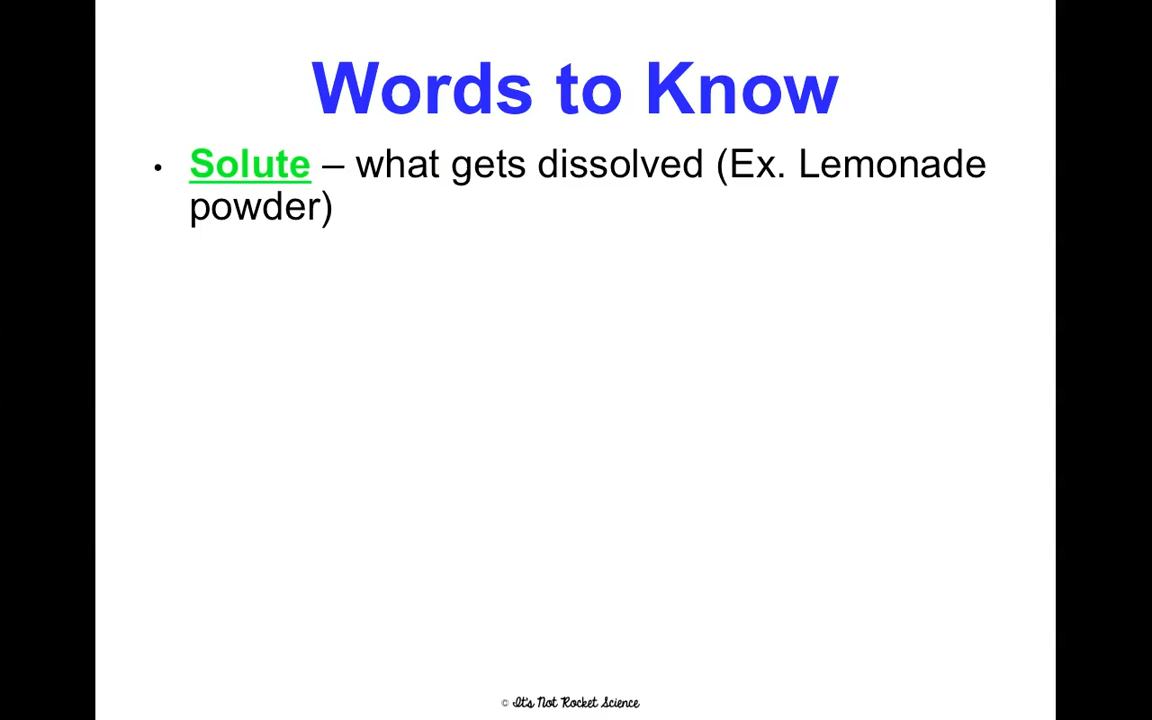 Words to Know
• Solute – what gets dissolved (Ex. Lemonade
powder)
© It's Not Rocket Science